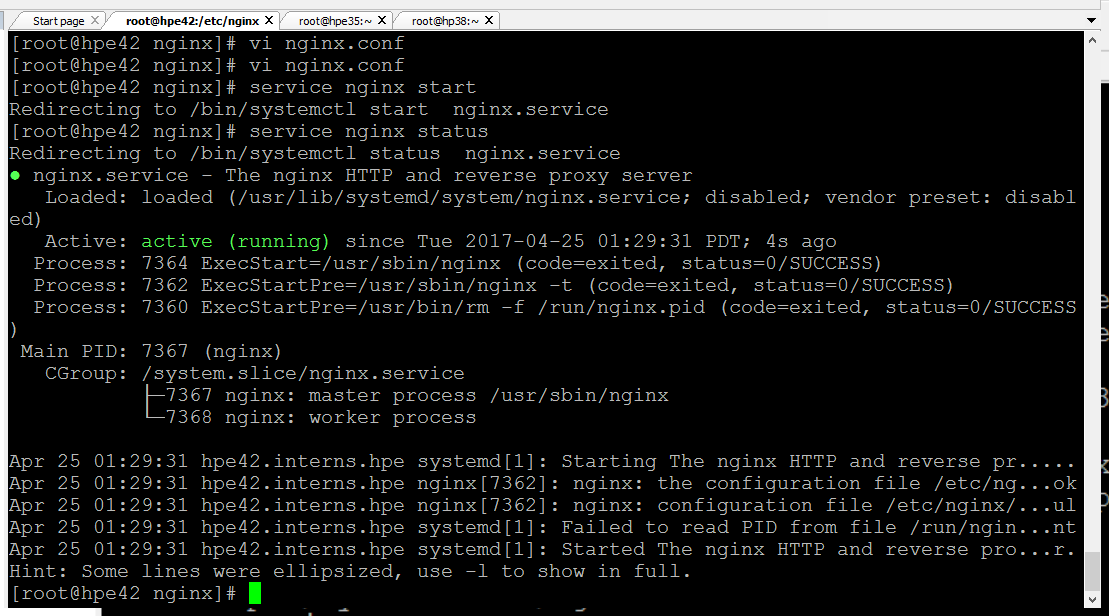 Start page
root@hpe42:/etc/nginx
root@hpe35:~
root@hp38:~
[root@hpe42 nginx]# vi nginx.conf
[root@hpe42 nginx]# vi nginx.conf
[root@hpe42 nginx]# service nginx start
Redirecting to /bin/systemctl start  nginx.service
[root@hpe42 nginx]# service nginx status
Redirecting to /bin/systemctl status  nginx.service
● nginx.service - The nginx HTTP and reverse proxy server
   Loaded: loaded (/usr/lib/systemd/system/nginx.service; disabled; vendor preset: disabl
ed)
   Active: active (running) since Tue 2017-04-25 01:29:31 PDT; 4s ago
  Process: 7364 ExecStart=/usr/sbin/nginx (code=exited, status=0/SUCCESS)
  Process: 7362 ExecStartPre=/usr/sbin/nginx -t (code=exited, status=0/SUCCESS)
  Process: 7360 ExecStartPre=/usr/bin/rm -f /run/nginx.pid (code=exited, status=0/SUCCESS
)
 Main PID: 7367 (nginx)
   CGroup: /system.slice/nginx.service
           ├─7367 nginx: master process /usr/sbin/nginx
           └─7368 nginx: worker process
Apr 25 01:29:31 hpe42.interns.hpe systemd[1]: Starting The nginx HTTP and reverse pr.....
Apr 25 01:29:31 hpe42.interns.hpe nginx[7362]: nginx: the configuration file /etc/ng...ok
Apr 25 01:29:31 hpe42.interns.hpe nginx[7362]: nginx: configuration file /etc/nginx/...ul
Apr 25 01:29:31 hpe42.interns.hpe systemd[1]: Failed to read PID from file /run/ngin...nt
Apr 25 01:29:31 hpe42.interns.hpe systemd[1]: Started The nginx HTTP and reverse pro...r.
Hint: Some lines were ellipsized, use -l to show in full.
[root@hpe42 nginx]#